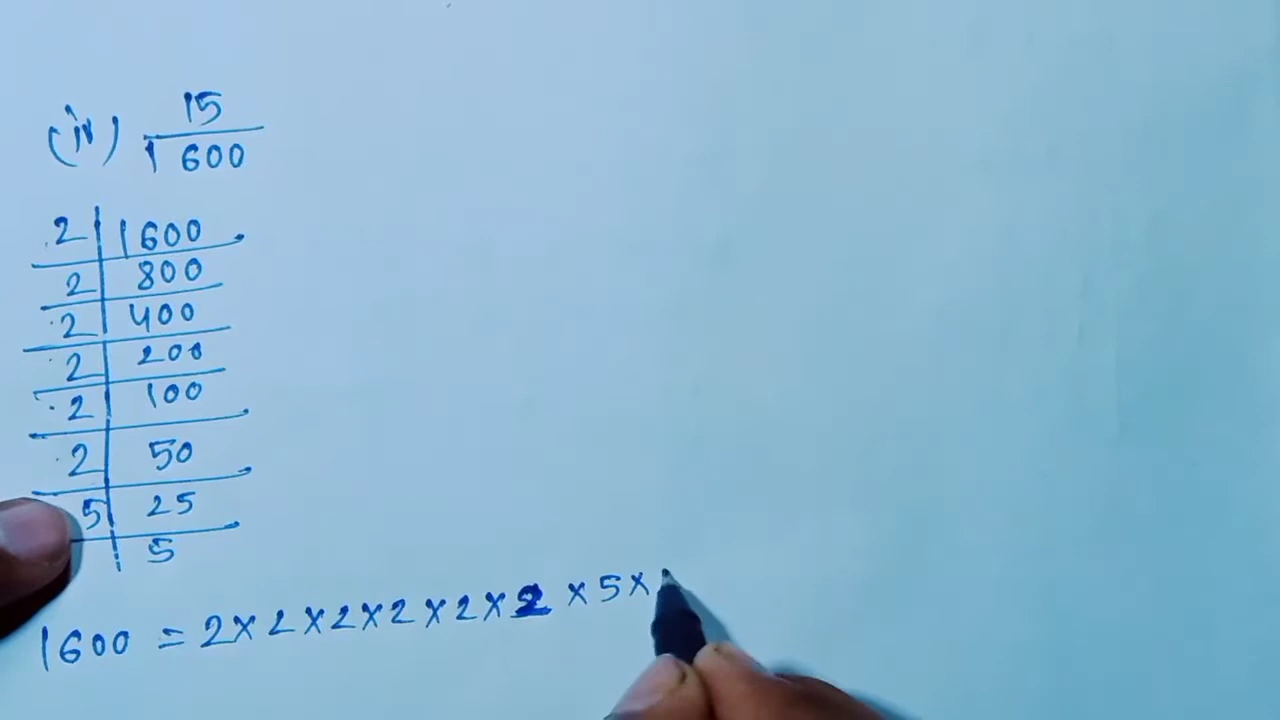 (iv) 15
1600
2 | 1600
2 | 800
2 | 400
2 | 200
2 | 100
2 | 50
5 | 25
5
1600 = 2 × 2 × 2 × 2 × 2 × 2 × 5 ×